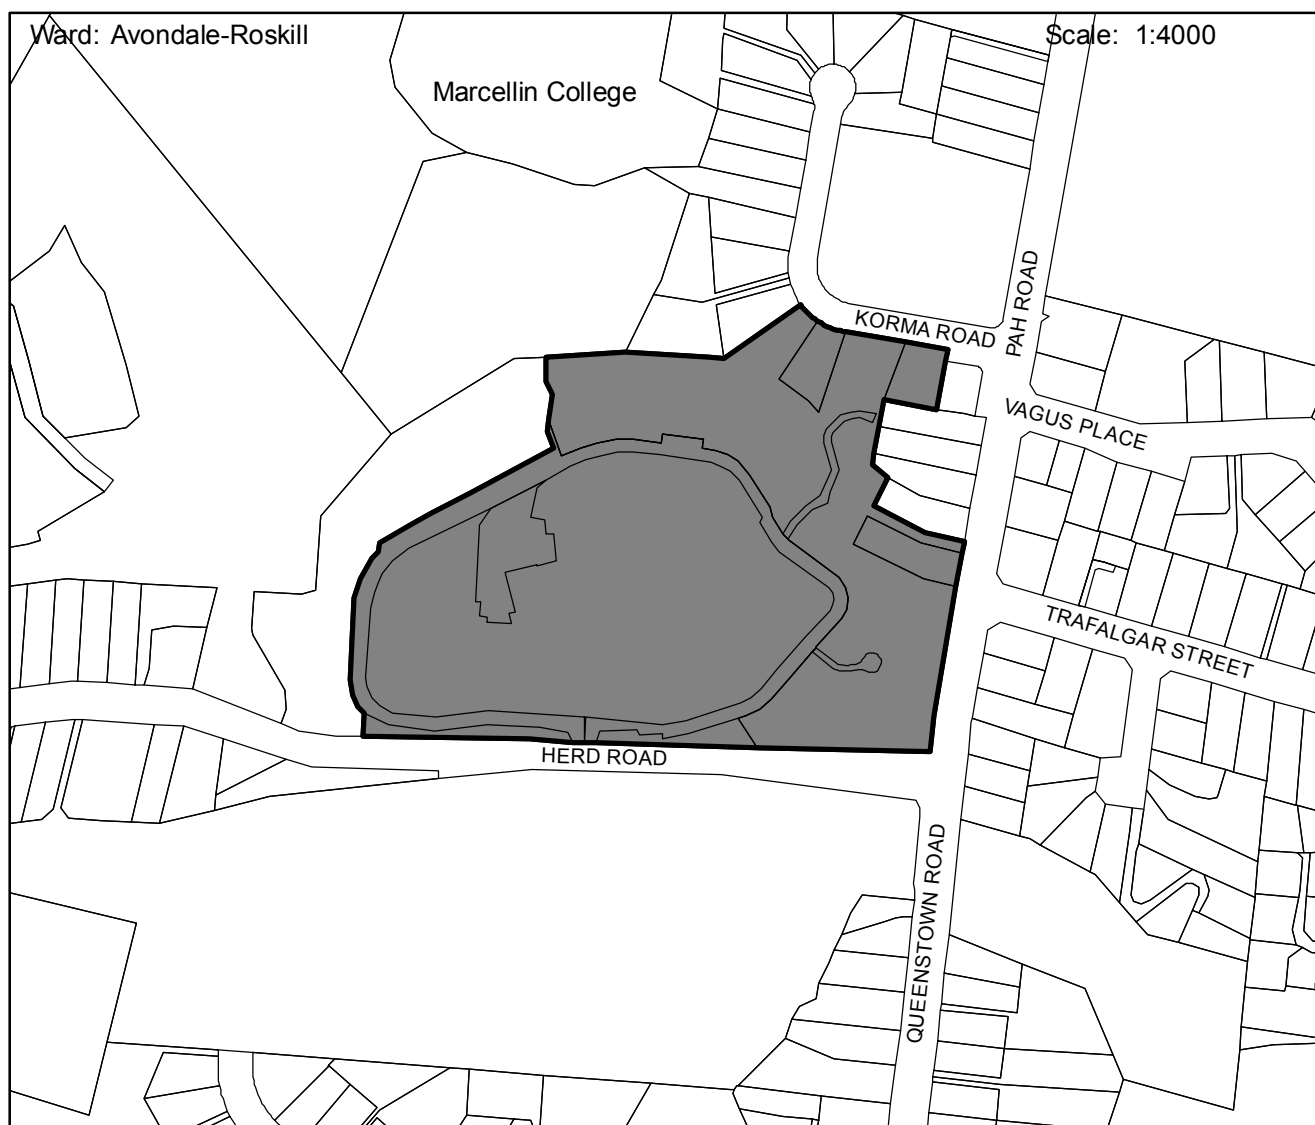 Ward: Avondale-Roskill
Scale: 1:4000
Marcellin College
PAH ROAD
KORMA ROAD
VAGUS PLACE
TRAFALGAR STREET
HERD ROAD
QUEENSTOWN ROAD